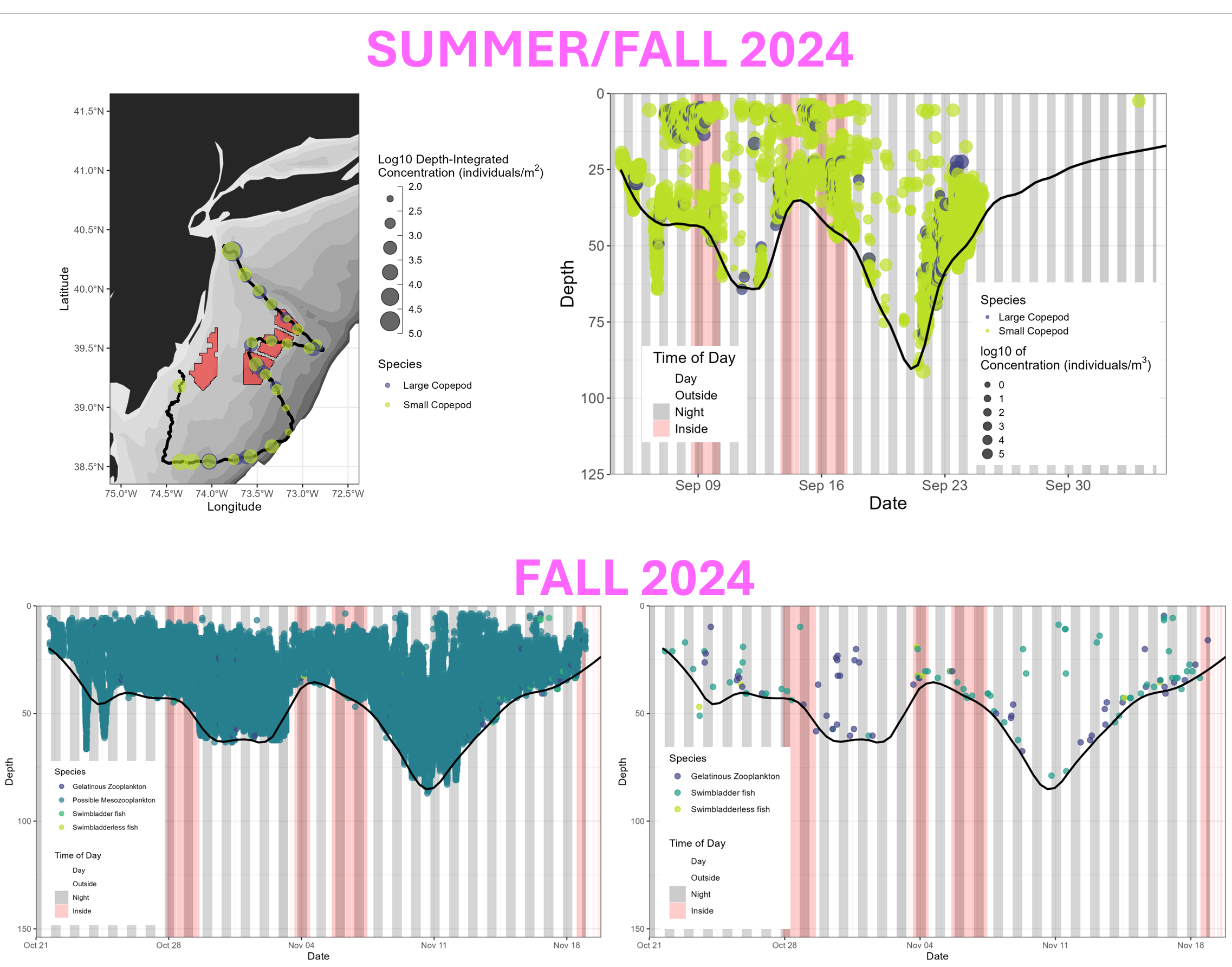 SUMMER/FALL 2024
41.5°N
41.0°N
40.5°N
40.0°N
39.5°N
39.0°N
38.5°N
Latitude
75.0°W 74.5°W 74.0°W 73.5°W 73.0°W 72.5°W
Longitude
Log10 Depth-Integrated
Concentration (individuals/m²)
2.0
2.5
3.0
3.5
4.0
4.5
5.0
Species
Large Copepod
Small Copepod
0
25
50
75
100
125
Depth
Time of Day
Day
Outside
Night
Inside
Species
Large Copepod
Small Copepod
log10 of
Concentration (individuals/m³)
0
1
2
3
4
5
Sep 09 Sep 16 Sep 23 Sep 30
Date
FALL 2024
0
50
100
150
Depth
Species
Gelatinous Zooplankton
Possible Mesozooplankton
Swimbladder fish
Swimbladderless fish
Time of Day
Day
Outside
Night
Inside
Oct 21 Oct 28 Nov 04 Nov 11 Nov 18
Date
0
50
100
150
Depth
Species
Gelatinous Zooplankton
Swimbladder fish
Swimbladderless fish
Time of Day
Day
Outside
Night
Inside
Oct 21 Oct 28 Nov 04 Nov 11 Nov 18
Date